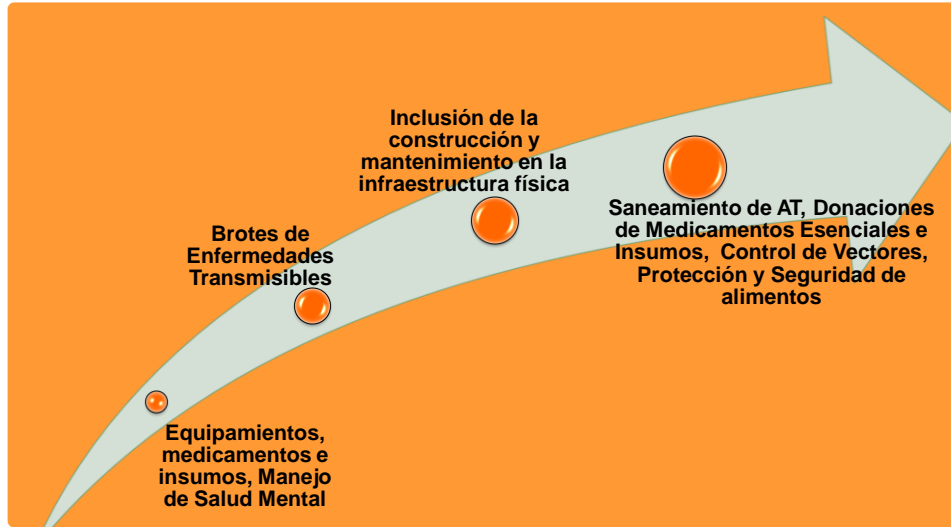 Inclusión de la
construcción y
mantenimiento en la
infraestructura física
Saneamiento de AT, Donaciones
de Medicamentos Esenciales e
Insumos, Control de Vectores,
Protección y Seguridad de
alimentos
Brotes de
Enfermedades
Transmisibles
Equipamientos,
medicamentos e
insumos, Manejo
de Salud Mental